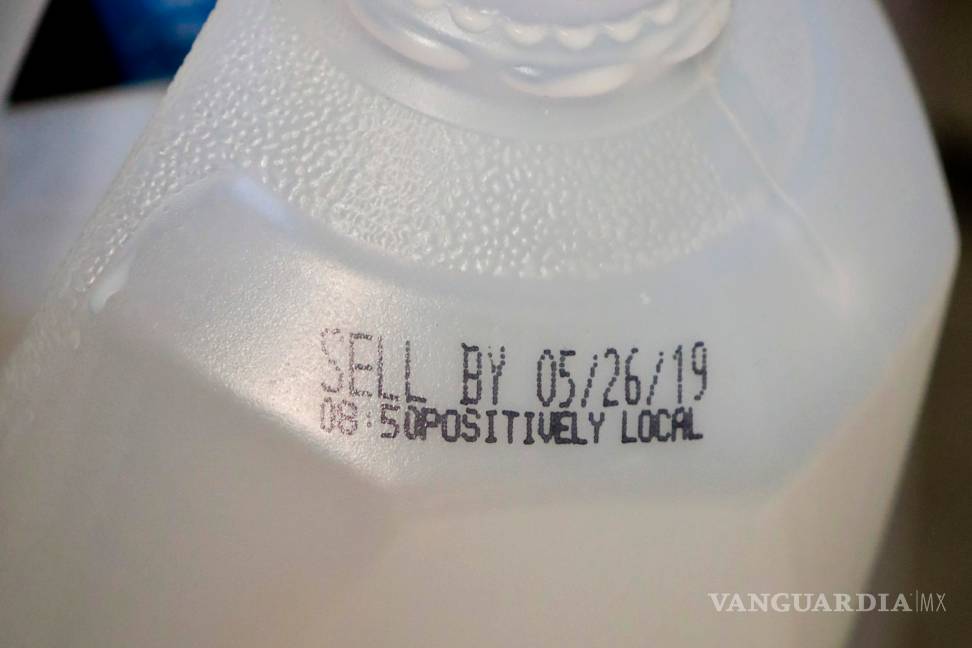 SELL BY 05/26/19
08:50POSITIVELY LOCAL
VANGUARDIA|MX